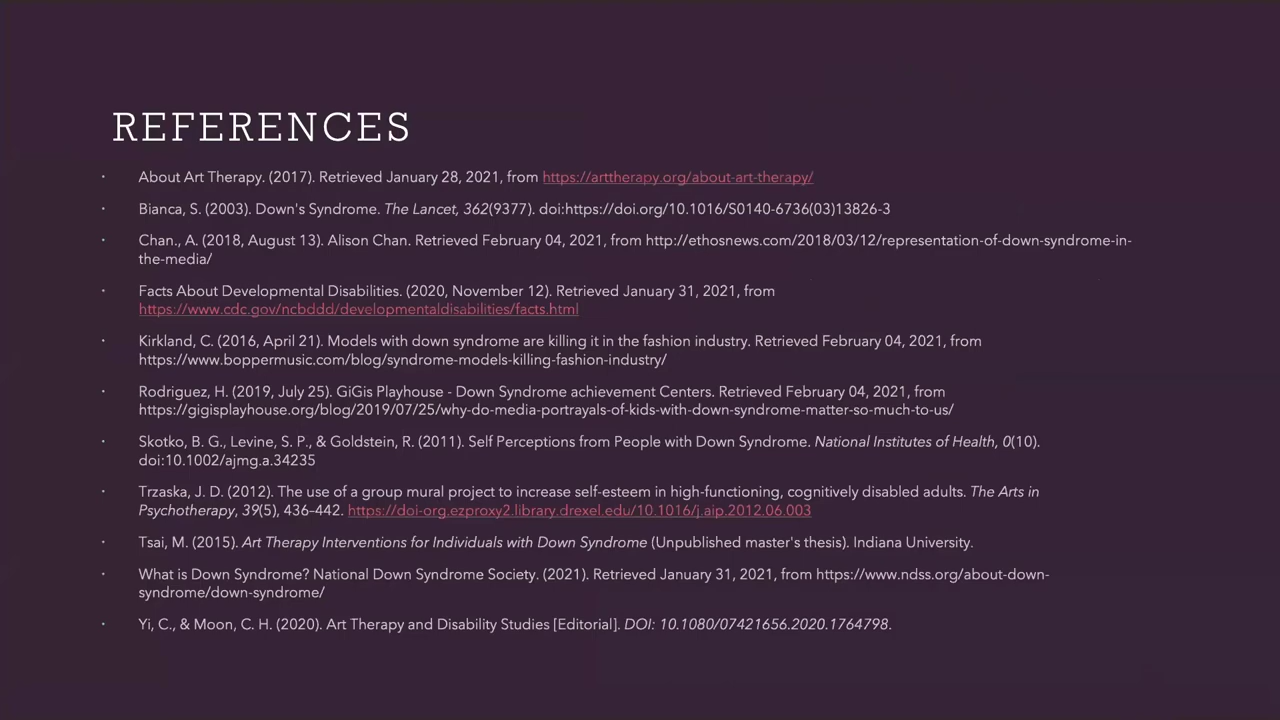 REFERENCES
· About Art Therapy. (2017). Retrieved January 28, 2021, from https://arttherapy.org/about-art-therapy/
· Bianca, S. (2003). Down's Syndrome. The Lancet, 362(9377). doi:https://doi.org/10.1016/S0140-6736(03)13826-3
· Chan., A. (2018, August 13). Alison Chan. Retrieved February 04, 2021, from http://ethosnews.com/2018/03/12/representation-of-down-syndrome-in-
the-media/
· Facts About Developmental Disabilities. (2020, November 12). Retrieved January 31, 2021, from
https://www.cdc.gov/ncbddd/developmentaldisabilities/facts.html
· Kirkland, C. (2016, April 21). Models with down syndrome are killing it in the fashion industry. Retrieved February 04, 2021, from
https://www.boppermusic.com/blog/syndrome-models-killing-fashion-industry/
· Rodriguez, H. (2019, July 25). GiGis Playhouse - Down Syndrome achievement Centers. Retrieved February 04, 2021, from
https://gigisplayhouse.org/blog/2019/07/25/why-do-media-portrayals-of-kids-with-down-syndrome-matter-so-much-to-us/
· Skotko, B. G., Levine, S. P., & Goldstein, R. (2011). Self Perceptions from People with Down Syndrome. National Institutes of Health, 0(10).
doi:10.1002/ajmg.a.34235
· Trzaska, J. D. (2012). The use of a group mural project to increase self-esteem in high-functioning, cognitively disabled adults. The Arts in
Psychotherapy, 39(5), 436–442. https://doi-org.ezproxy2.library.drexel.edu/10.1016/j.aip.2012.06.003
· Tsai, M. (2015). Art Therapy Interventions for Individuals with Down Syndrome (Unpublished master's thesis). Indiana University.
· What is Down Syndrome? National Down Syndrome Society. (2021). Retrieved January 31, 2021, from https://www.ndss.org/about-down-
syndrome/down-syndrome/
· Yi, C., & Moon, C. H. (2020). Art Therapy and Disability Studies [Editorial]. DOI: 10.1080/07421656.2020.1764798.